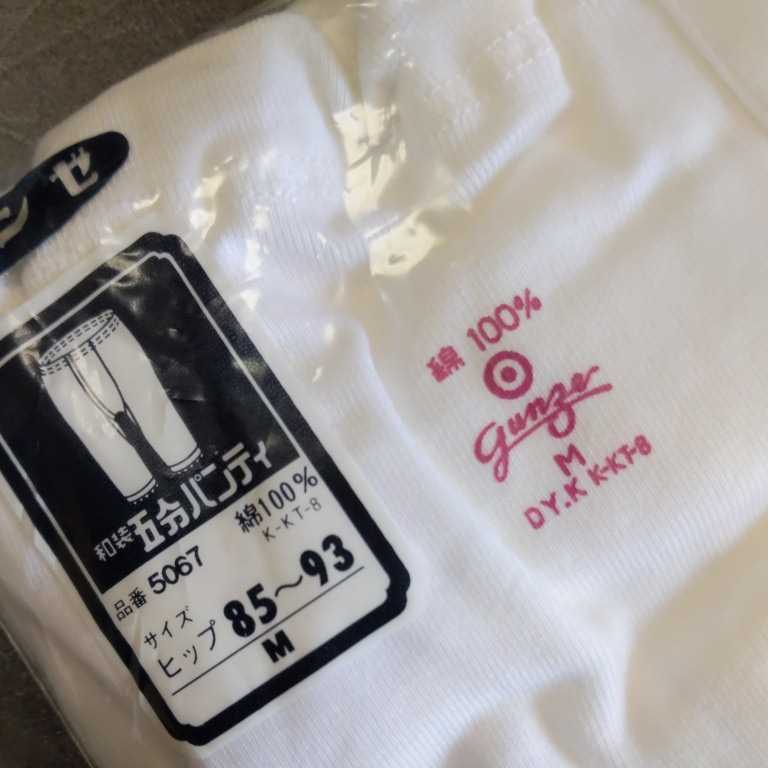 ンゼ
和装 五分パンティ
綿100%
K-KT-8
品番 5067
サイズ
ヒップ 85~93
M
綿 100%
gunze
M
DY.K K-KT-8